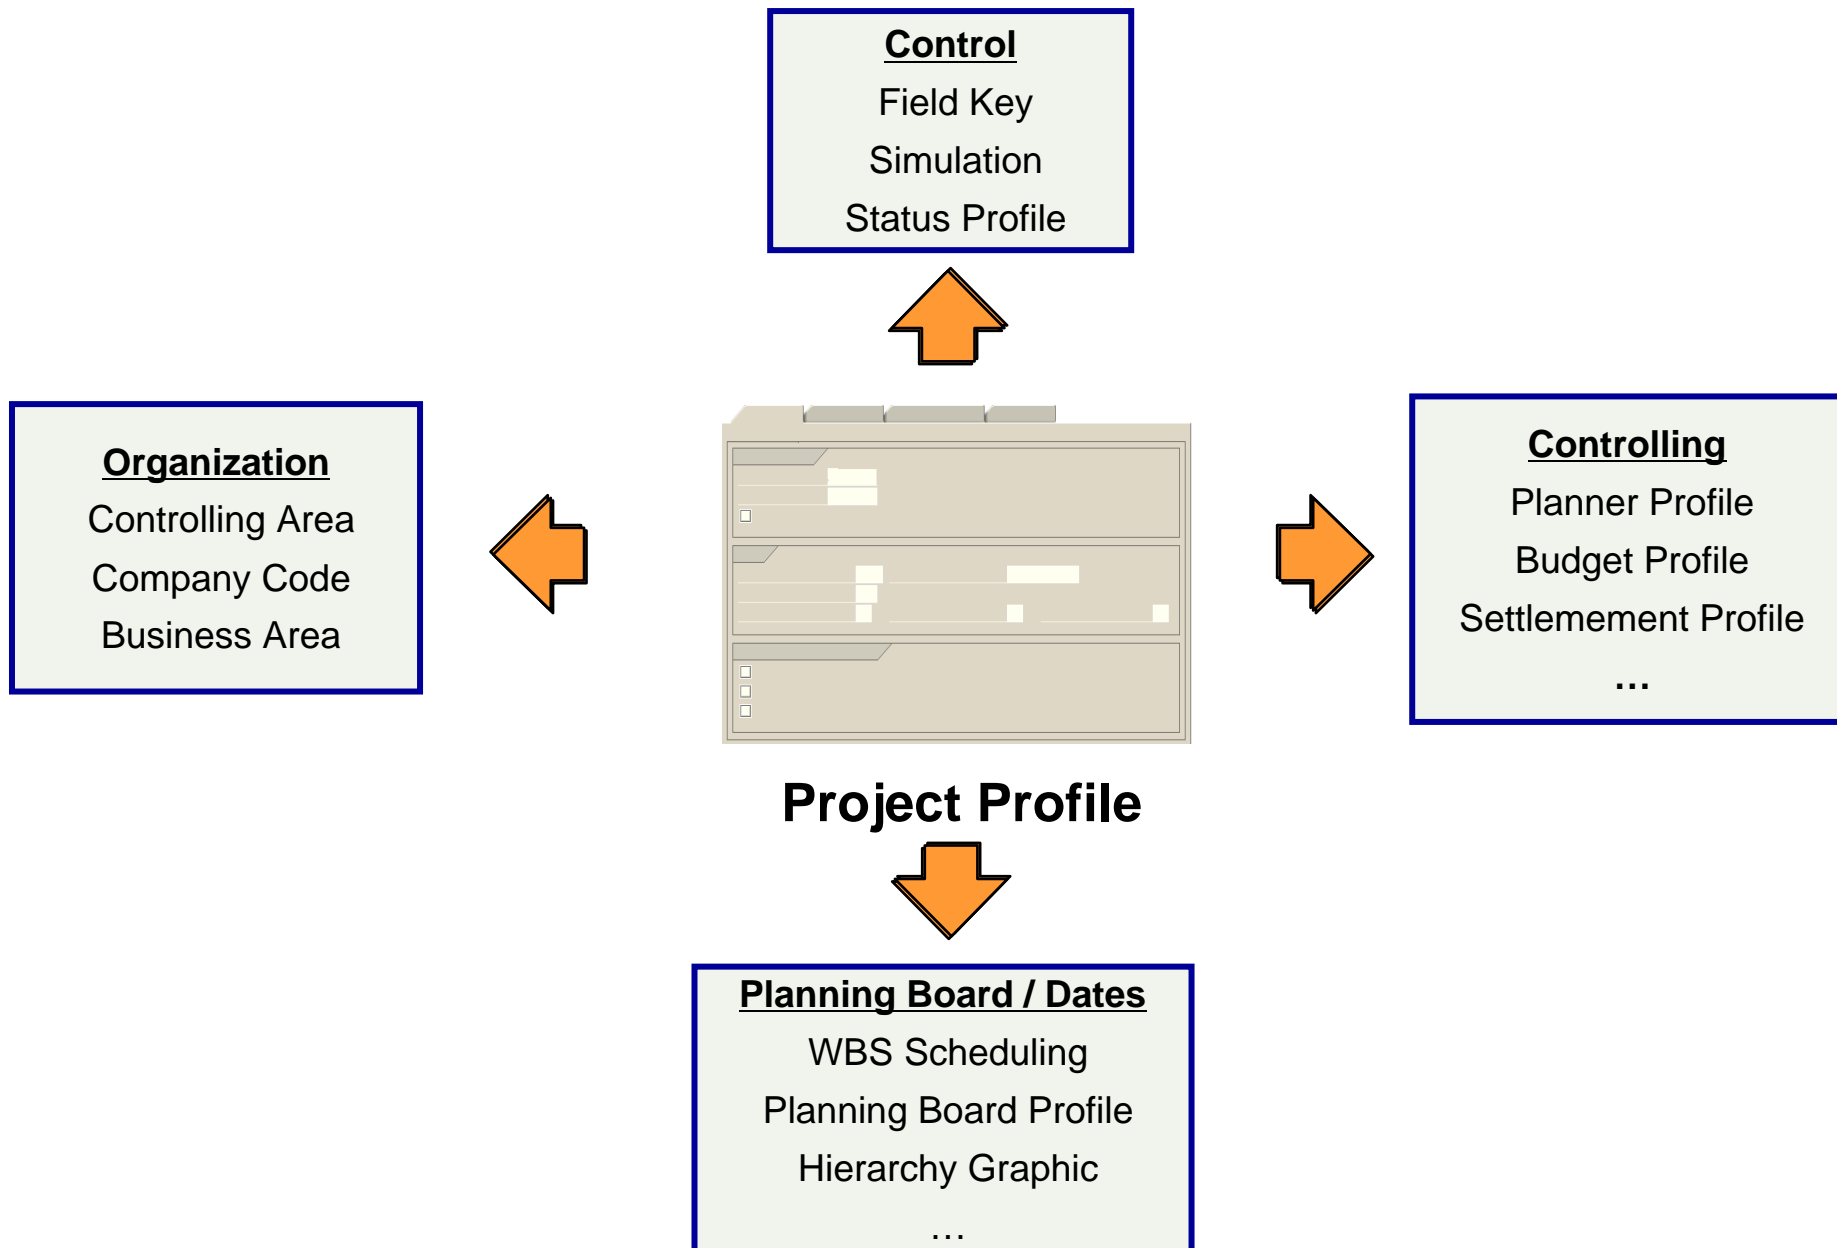 Control
Field Key
Simulation
Status Profile
Organization
Controlling Area
Company Code
Business Area
Controlling
Planner Profile
Budget Profile
Settlemement Profile
...
Project Profile
Planning Board / Dates
WBS Scheduling
Planning Board Profile
Hierarchy Graphic
...